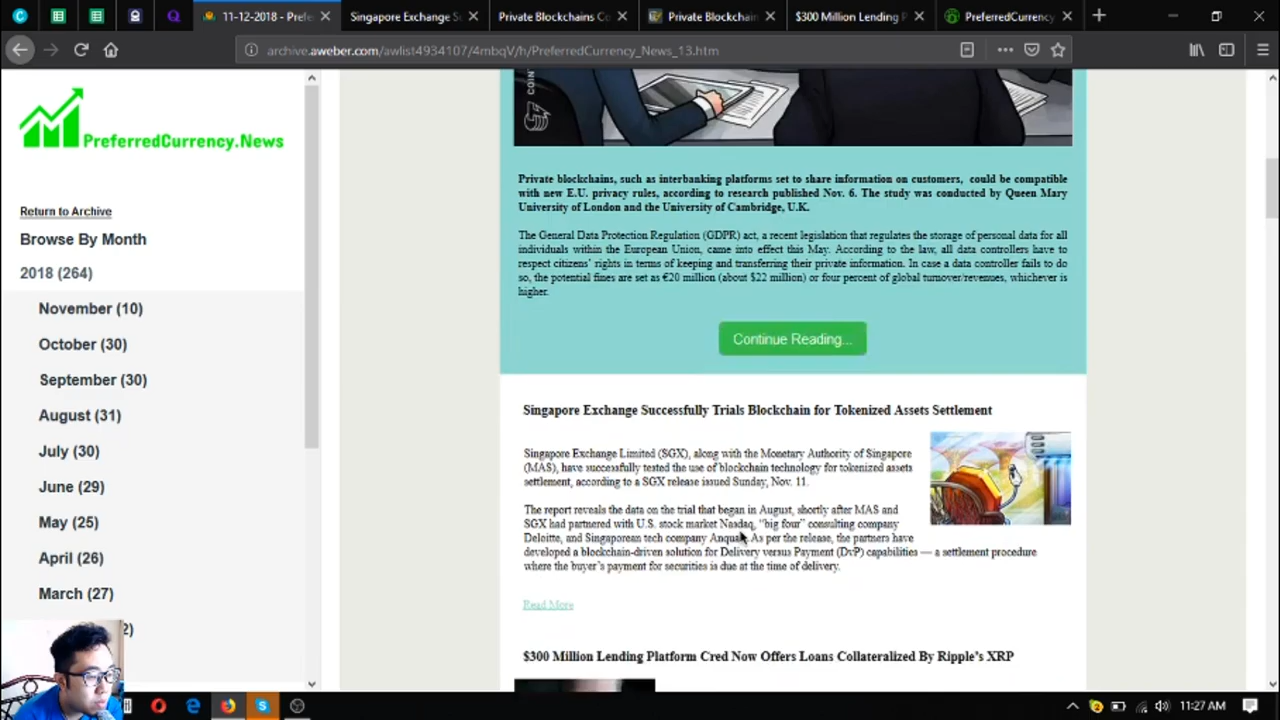 11-12-2018 - Prefe
Singapore Exchange S
Private Blockchains Co
Private Blockchain
$300 Million Lending P
PreferredCurrency
archive.aweber.com/awlist4934107/4mbqV/h/PreferredCurrency_News_13.htm
PreferredCurrency.News
Return to Archive
Browse By Month
2018 (264)
November (10)
October (30)
September (30)
August (31)
July (30)
June (29)
May (25)
April (26)
March (27)
2)
COIN
Private blockchains, such as interbanking platforms set to share information on customers, could be compatible
with new E.U. privacy rules, according to research published Nov. 6. The study was conducted by Queen Mary
University of London and the University of Cambridge, U.K.
The General Data Protection Regulation (GDPR) act, a recent legislation that regulates the storage of personal data for all
individuals within the European Union, came into effect this May. According to the law, all data controllers have to
respect citizens' rights in terms of keeping and transferring their private information. In case a data controller fails to do
so, the potential fines are set as €20 million (about $22 million) or four percent of global turnover/revenues, whichever is
higher.
Continue Reading...
Singapore Exchange Successfully Trials Blockchain for Tokenized Assets Settlement
Singapore Exchange Limited (SGX), along with the Monetary Authority of Singapore
(MAS), have successfully tested the use of blockchain technology for tokenized assets
settlement, according to a SGX release issued Sunday, Nov. 11.
The report reveals the data on the trial that began in August, shortly after MAS and
SGX had partnered with U.S. stock market Nasdaq, “big four” consulting company
Deloitte, and Singaporean tech company Anquan. As per the release, the partners have
developed a blockchain-driven solution for Delivery versus Payment (DvP) capabilities — a settlement procedure
where the buyer's payment for securities is due at the time of delivery.
Read More
$300 Million Lending Platform Cred Now Offers Loans Collateralized By Ripple's XRP
11:27 AM